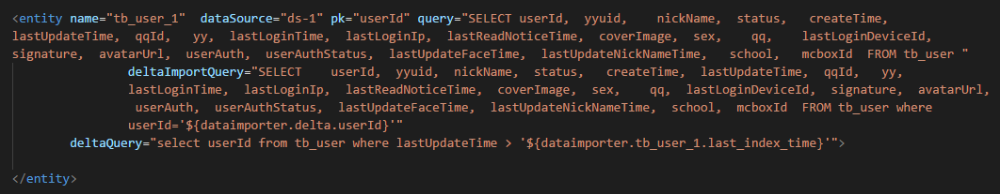 <entity name="tb_user_1" dataSource="ds-1" pk="userId" query="SELECT userId, yyuid, nickName, status, createTime,
lastUpdateTime, qqId, yy, lastLoginTime, lastLoginIp, lastReadNoticeTime, coverImage, sex, qq, lastLoginDeviceId,
signature, avatarUrl, userAuth, userAuthStatus, lastUpdateFaceTime, lastUpdateNickNameTime, school, mcboxId FROM tb_user "
deltaImportQuery="SELECT userId, yyuid, nickName, status, createTime, lastUpdateTime, qqId, yy,
lastLoginTime, lastLoginIp, lastReadNoticeTime, coverImage, sex, qq, lastLoginDeviceId, signature, avatarUrl,
userAuth, userAuthStatus, lastUpdateFaceTime, lastUpdateNickNameTime, school, mcboxId FROM tb_user where
userId='${dataimporter.delta.userId}'"
deltaQuery="select userId from tb_user where lastUpdateTime > '${dataimporter.tb_user_1.last_index_time}'">
</entity>